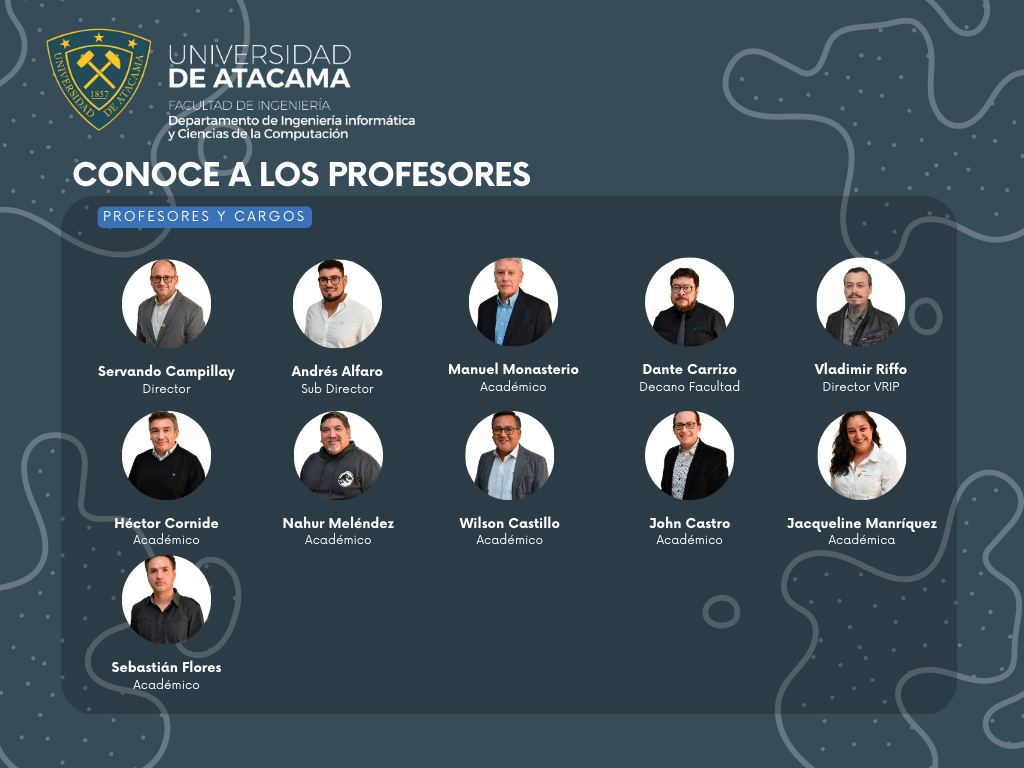 UNIVERSIDAD DE ATACAMA
1857
UNIVERSIDAD
DE ATACAMA
FACULTAD DE INGENIERÍA
Departamento de Ingeniería informática
y Ciencias de la Computación
CONOCE A LOS PROFESORES
PROFESORES Y CARGOS
Servando Campillay
Director
Andrés Alfaro
Sub Director
Manuel Monasterio
Académico
Dante Carrizo
Decano Facultad
Vladimir Riffo
Director VRIP
Héctor Cornide
Académico
Nahur Meléndez
Académico
Wilson Castillo
Académico
John Castro
Académico
Jacqueline Manríquez
Académica
Sebastián Flores
Académico